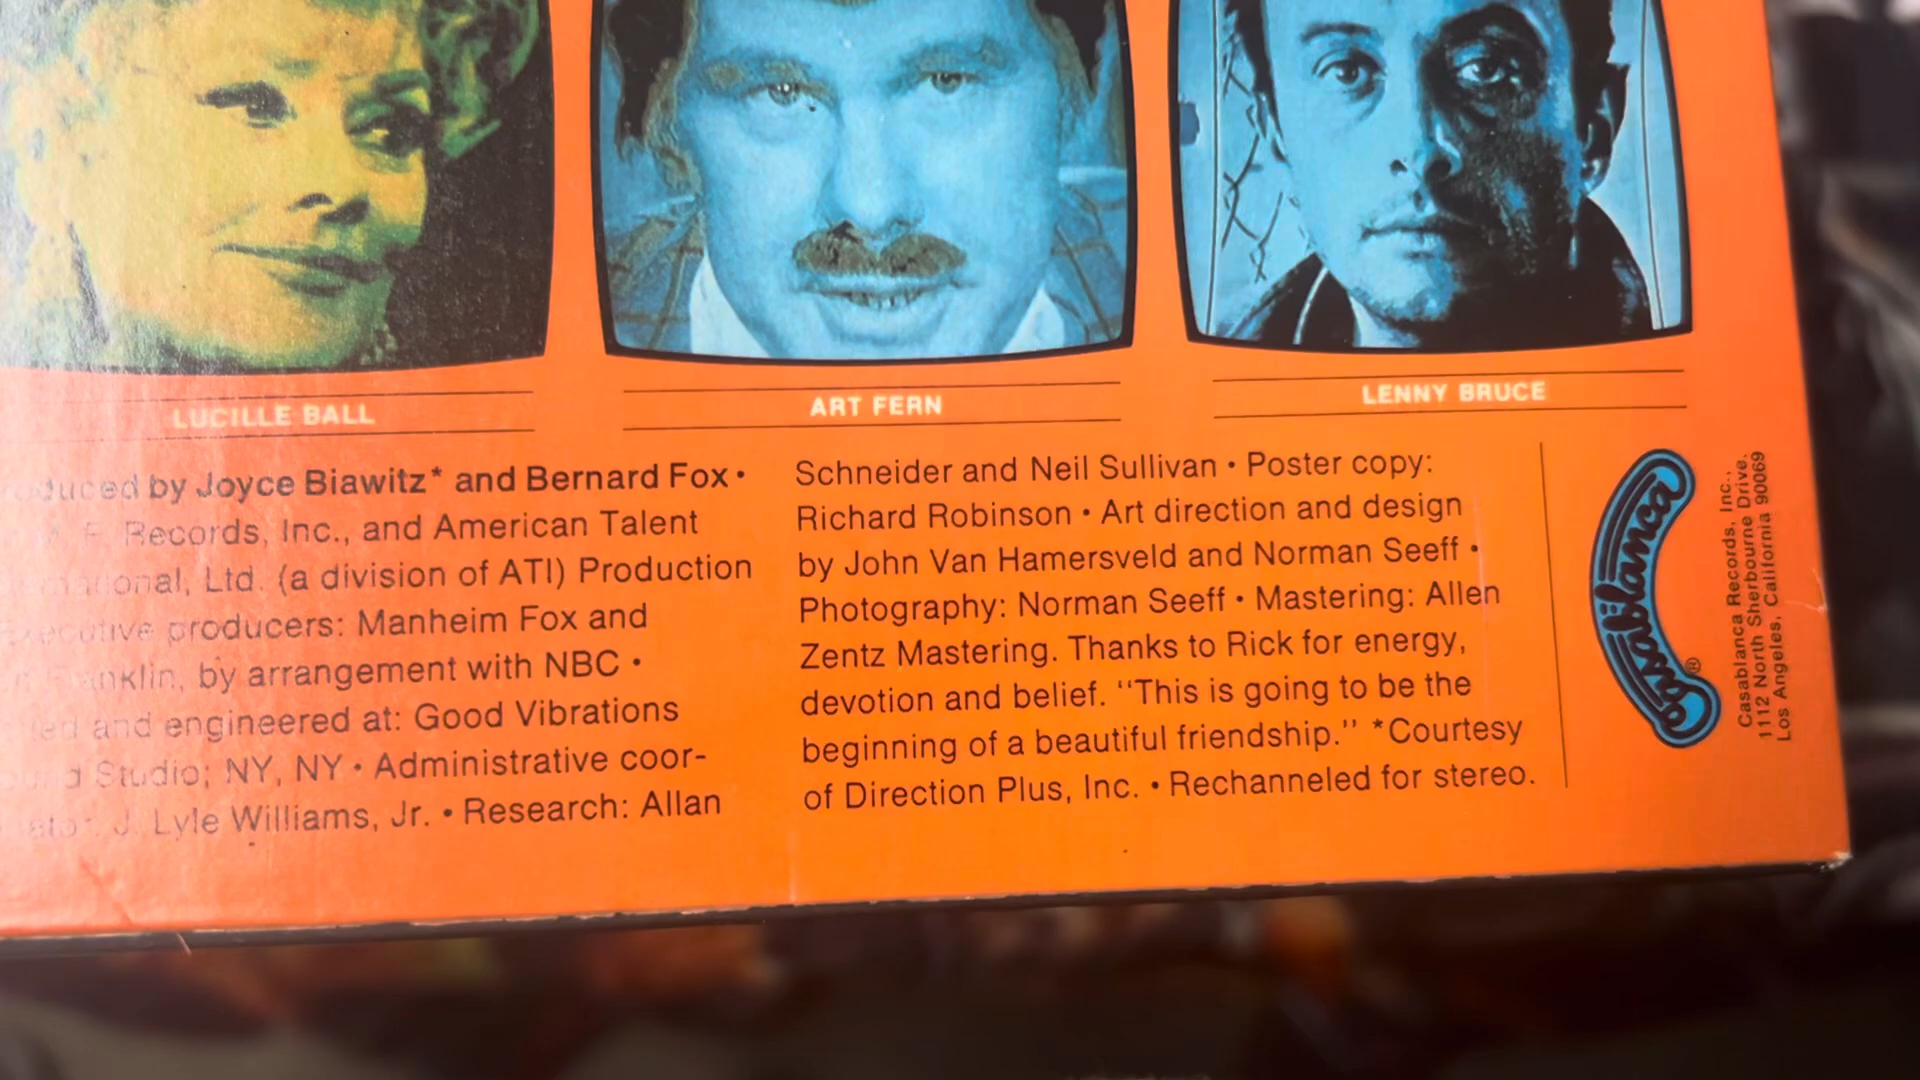 LUCILLE BALL
ART FERN
LENNY BRUCE
duced by Joyce Biawitz* and Bernard Fox •
Records, Inc., and American Talent
national, Ltd. (a division of ATI) Production
Executive producers: Manheim Fox and
Franklin, by arrangement with NBC •
and engineered at: Good Vibrations
Studio; NY, NY • Administrative coor-
J. Lyle Williams, Jr. • Research: Allan
Schneider and Neil Sullivan • Poster copy:
Richard Robinson • Art direction and design
by John Van Hamersveld and Norman Seeff •
Photography: Norman Seeff • Mastering: Allen
Zentz Mastering. Thanks to Rick for energy,
devotion and belief. "This is going to be the
beginning of a beautiful friendship." *Courtesy
of Direction Plus, Inc. • Rechanneled for stereo.
Casablanca®
Casablanca Records, Inc.,
1112 North Sherbourne Drive,
Los Angeles, California 90069